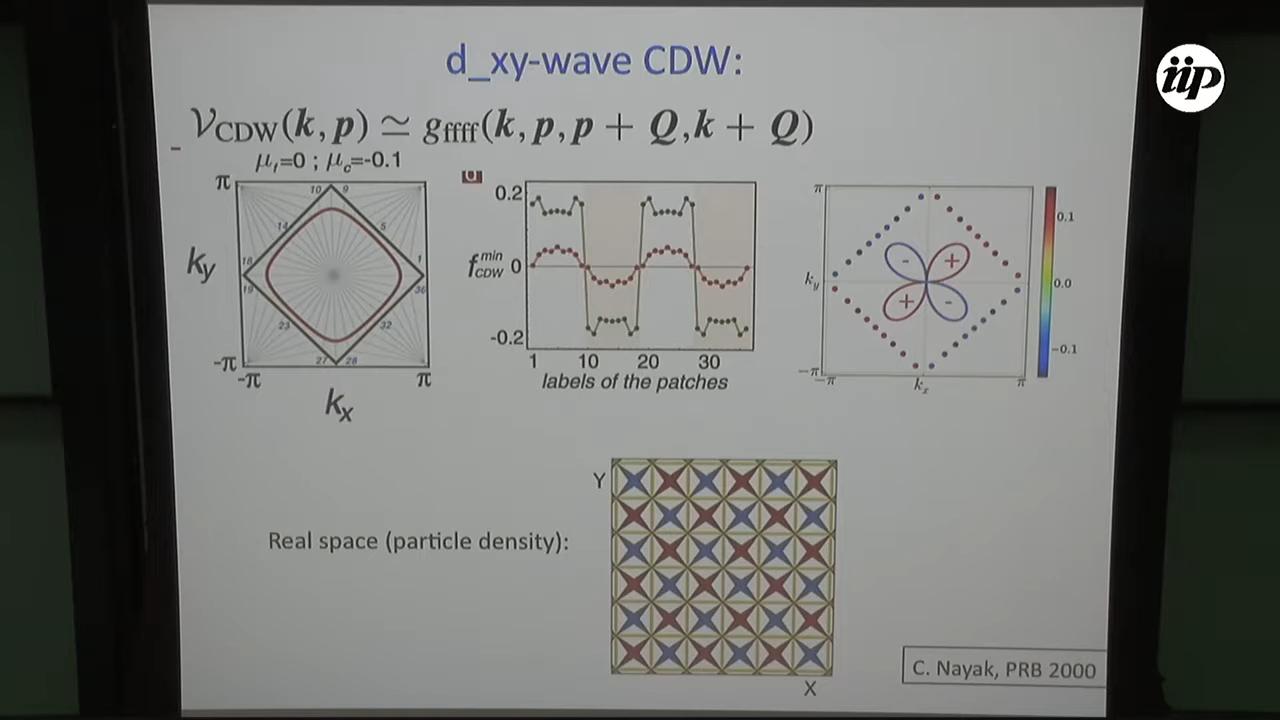 iip
d_xy-wave CDW:
𝒱CDW(k, p) ≃ gffff(k, p, p + Q, k + Q)
μf=0 ; μc=-0.1
π
ky
-π
-π
π
kx
10
9
14
5
18
1
19
36
23
32
27
28
0.2
f min CDW 0
-0.2
1 10 20 30
labels of the patches
π
ky
-π
-π
kx
π
+
-
+
-
0.1
0.0
-0.1
Y
Real space (particle density):
X
C. Nayak, PRB 2000